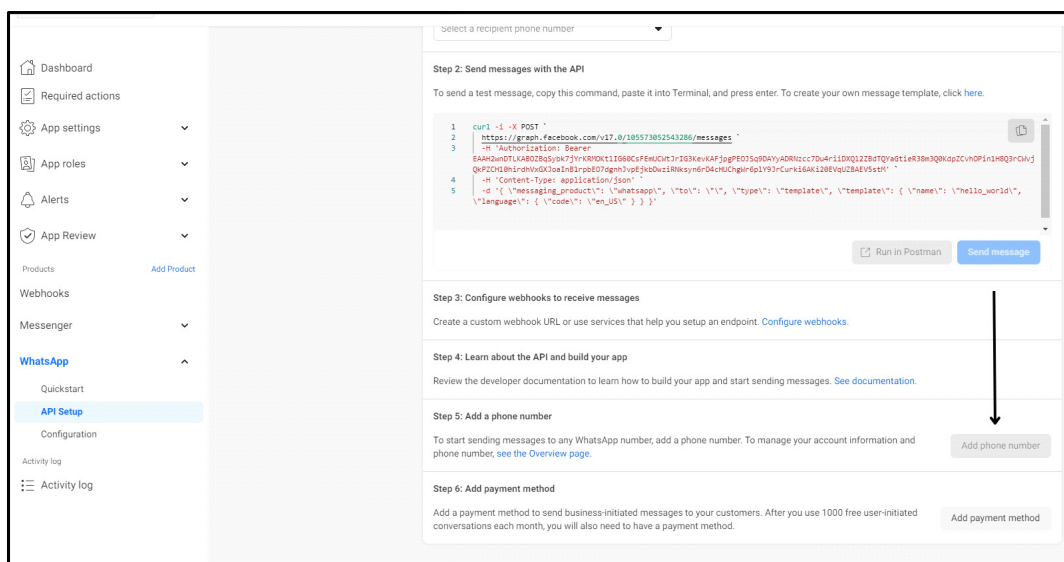 Select a recipient phone number
Dashboard
Required actions
App settings
App roles
Alerts
App Review
Products
Add Product
Webhooks
Messenger
WhatsApp
Quickstart
API Setup
Configuration
Activity log
Activity log
Step 2: Send messages with the API
To send a test message, copy this command, paste it into Terminal, and press enter. To create your own message template, click here.
1 curl -i -X POST `
2 https://graph.facebook.com/v17.0/105573052543286/messages `
3 -H 'Authorization: Bearer
4 -H 'Content-Type: application/json' `
5 -d '{ \"messaging_product\": \"whatsapp\", \"to\": \"\", \"type\": \"template\", \"template\": { \"name\": \"hello_world\",
\"language\": { \"code\": \"en_US\" } } }'
Run in Postman
Send message
Step 3: Configure webhooks to receive messages
Create a custom webhook URL or use services that help you setup an endpoint. Configure webhooks.
Step 4: Learn about the API and build your app
Review the developer documentation to learn how to build your app and start sending messages. See documentation.
Step 5: Add a phone number
To start sending messages to any WhatsApp number, add a phone number. To manage your account information and
phone number, see the Overview page.
Add phone number
Step 6: Add payment method
Add a payment method to send business-initiated messages to your customers. After you use 1000 free user-initiated
conversations each month, you will also need to have a payment method.
Add payment method